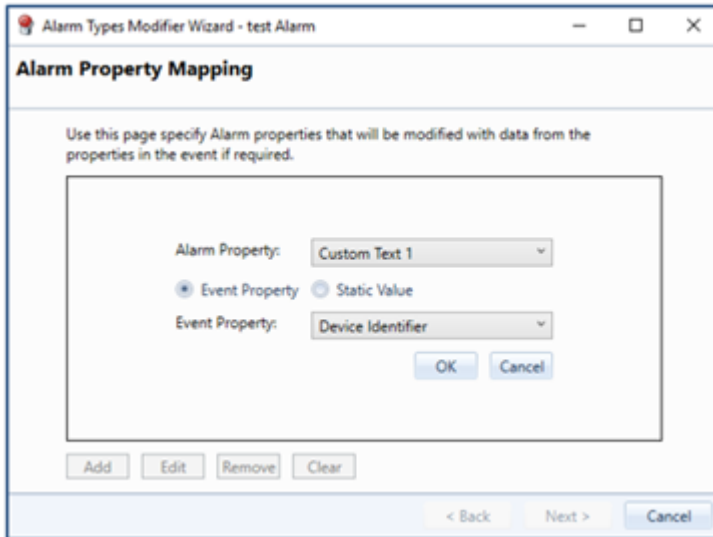 Alarm Types Modifier Wizard - test Alarm
Alarm Property Mapping
Use this page specify Alarm properties that will be modified with data from the
properties in the event if required.
Alarm Property: Custom Text 1
Event Property Static Value
Event Property: Device Identifier
OK Cancel
Add Edit Remove Clear
< Back Next > Cancel